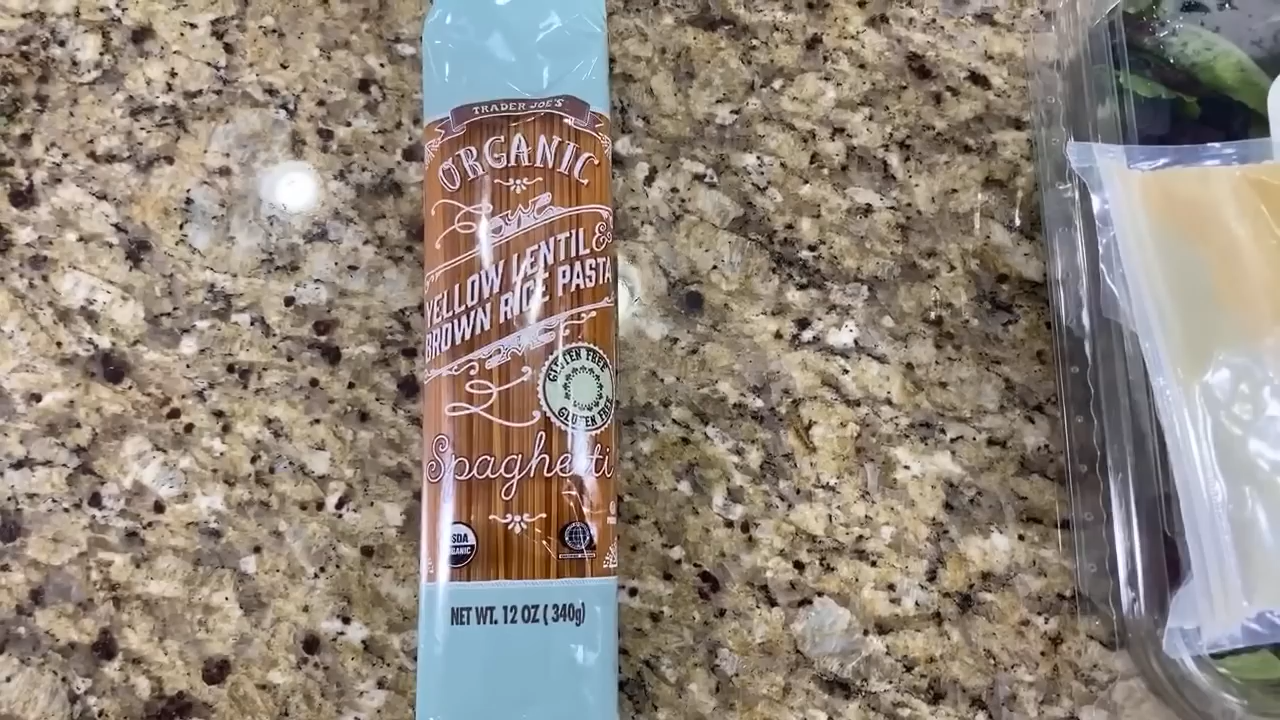 TRADER JOE'S
ORGANIC
YELLOW LENTIL &
BROWN RICE PASTA
GLUTEN FREE
GLUTEN FREE
Spaghetti
USDA
ORGANIC
NET WT. 12 OZ ( 340g)